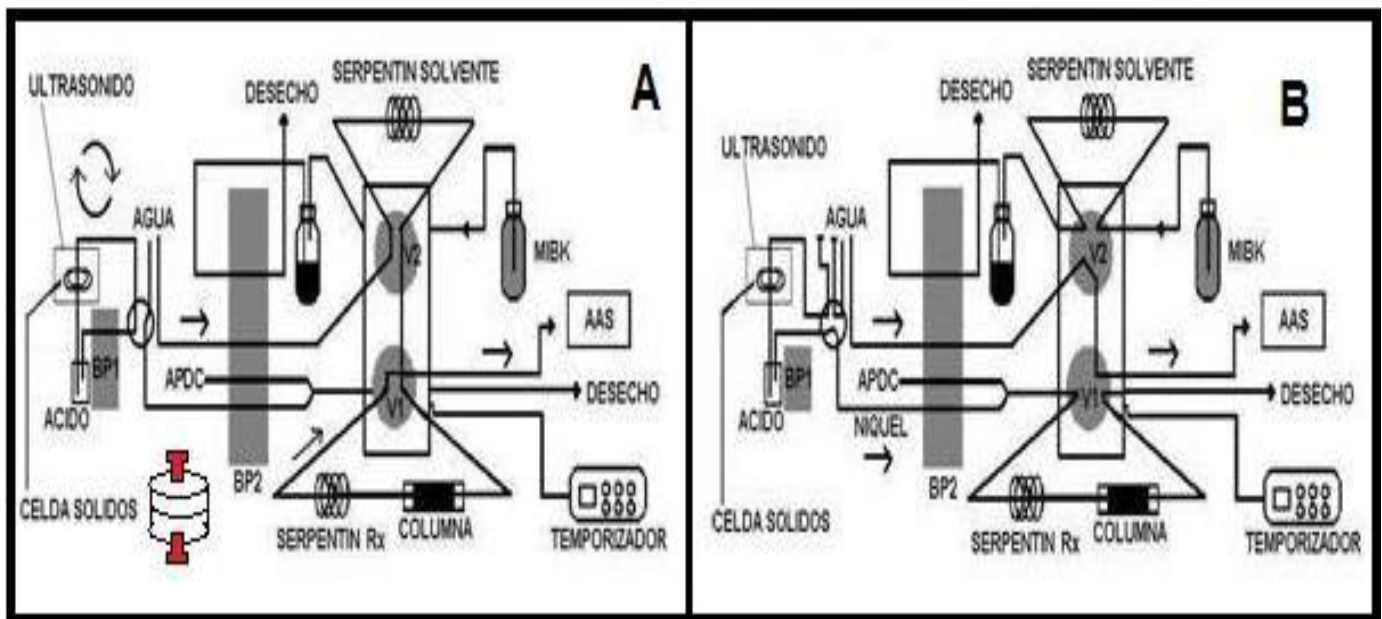 A
SERPENTIN SOLVENTE
ULTRASONIDO
DESECHO
AGUA
V2
MIBK
AAS
BP1
APDC
V1
DESECHO
ACIDO
BP2
CELDA SOLIDOS
SERPENTIN Rx
COLUMNA
TEMPORIZADOR
B
SERPENTIN SOLVENTE
DESECHO
ULTRASONIDO
AGUA
V2
MIBK
AAS
BP1
APDC
V1
DESECHO
ACIDO
NIQUEL
BP2
CELDA SOLIDOS
SERPENTIN Rx
COLUMNA
TEMPORIZADOR